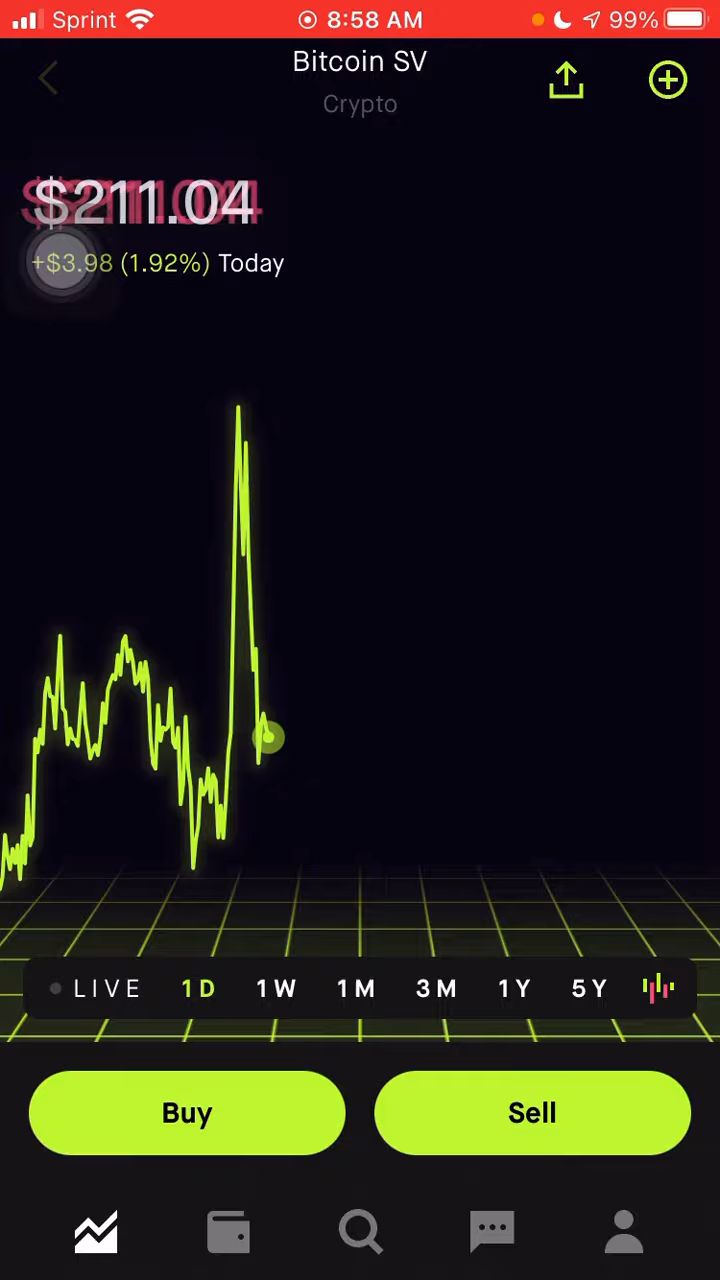 Sprint 8:58 AM 99%
Bitcoin SV
Crypto
$211.04
+$3.98 (1.92%) Today
LIVE 1D 1W 1M 3M 1Y 5Y
Buy Sell